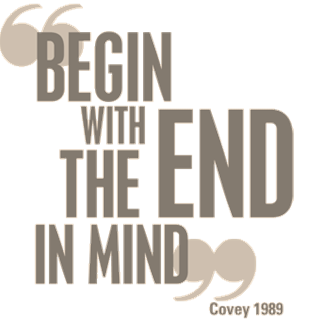 “BEGIN
WITH
THE END
IN MIND”
Covey 1989